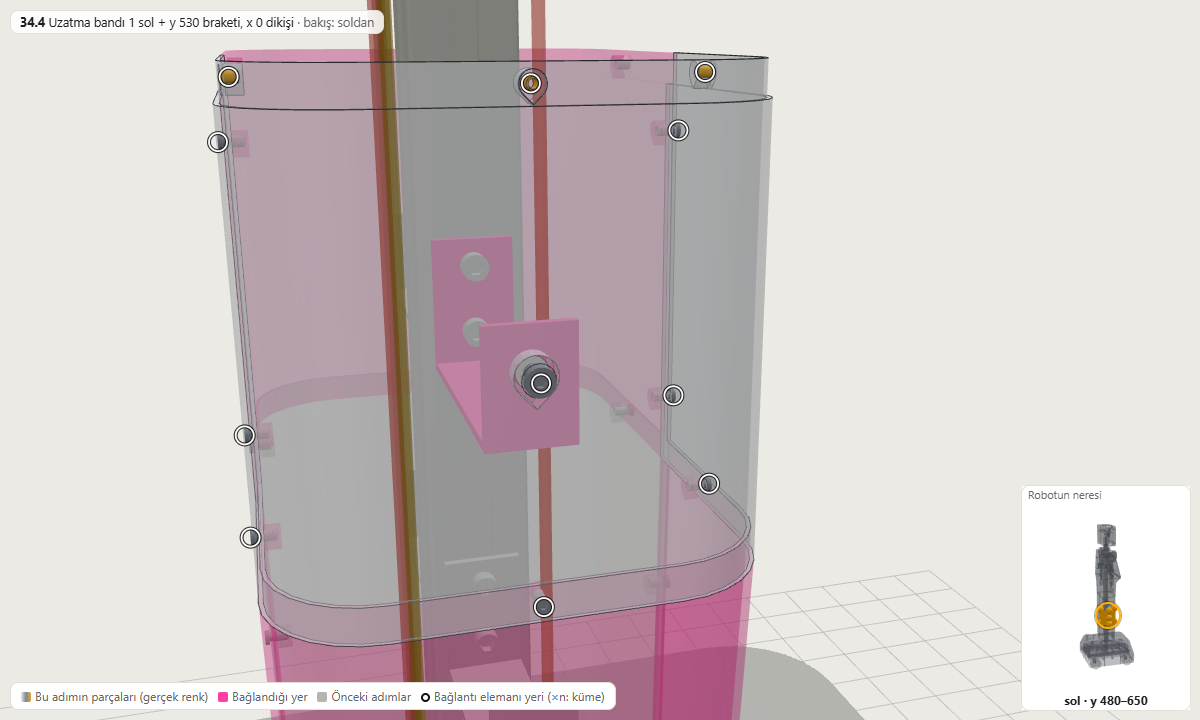 34.4 Uzatma bandı 1 sol + y 530 braketi, x 0 dikişi · bakış: soldan
Robotun neresi
sol · y 480–650
Bu adımın parçaları (gerçek renk) Bağlandığı yer Önceki adımlar Bağlantı elemanı yeri (×n: küme)